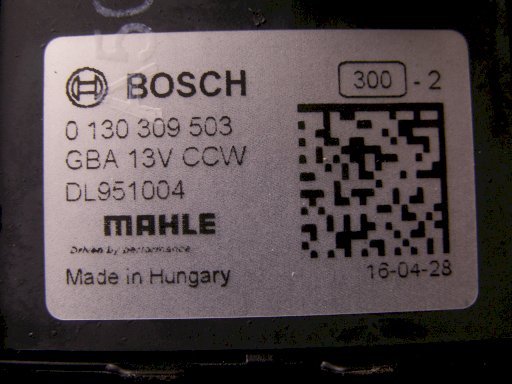 BOSCH
300 - 2
0 130 309 503
GBA 13V CCW
DL951004
MAHLE
Driven by performance
Made in Hungary
16-04-28